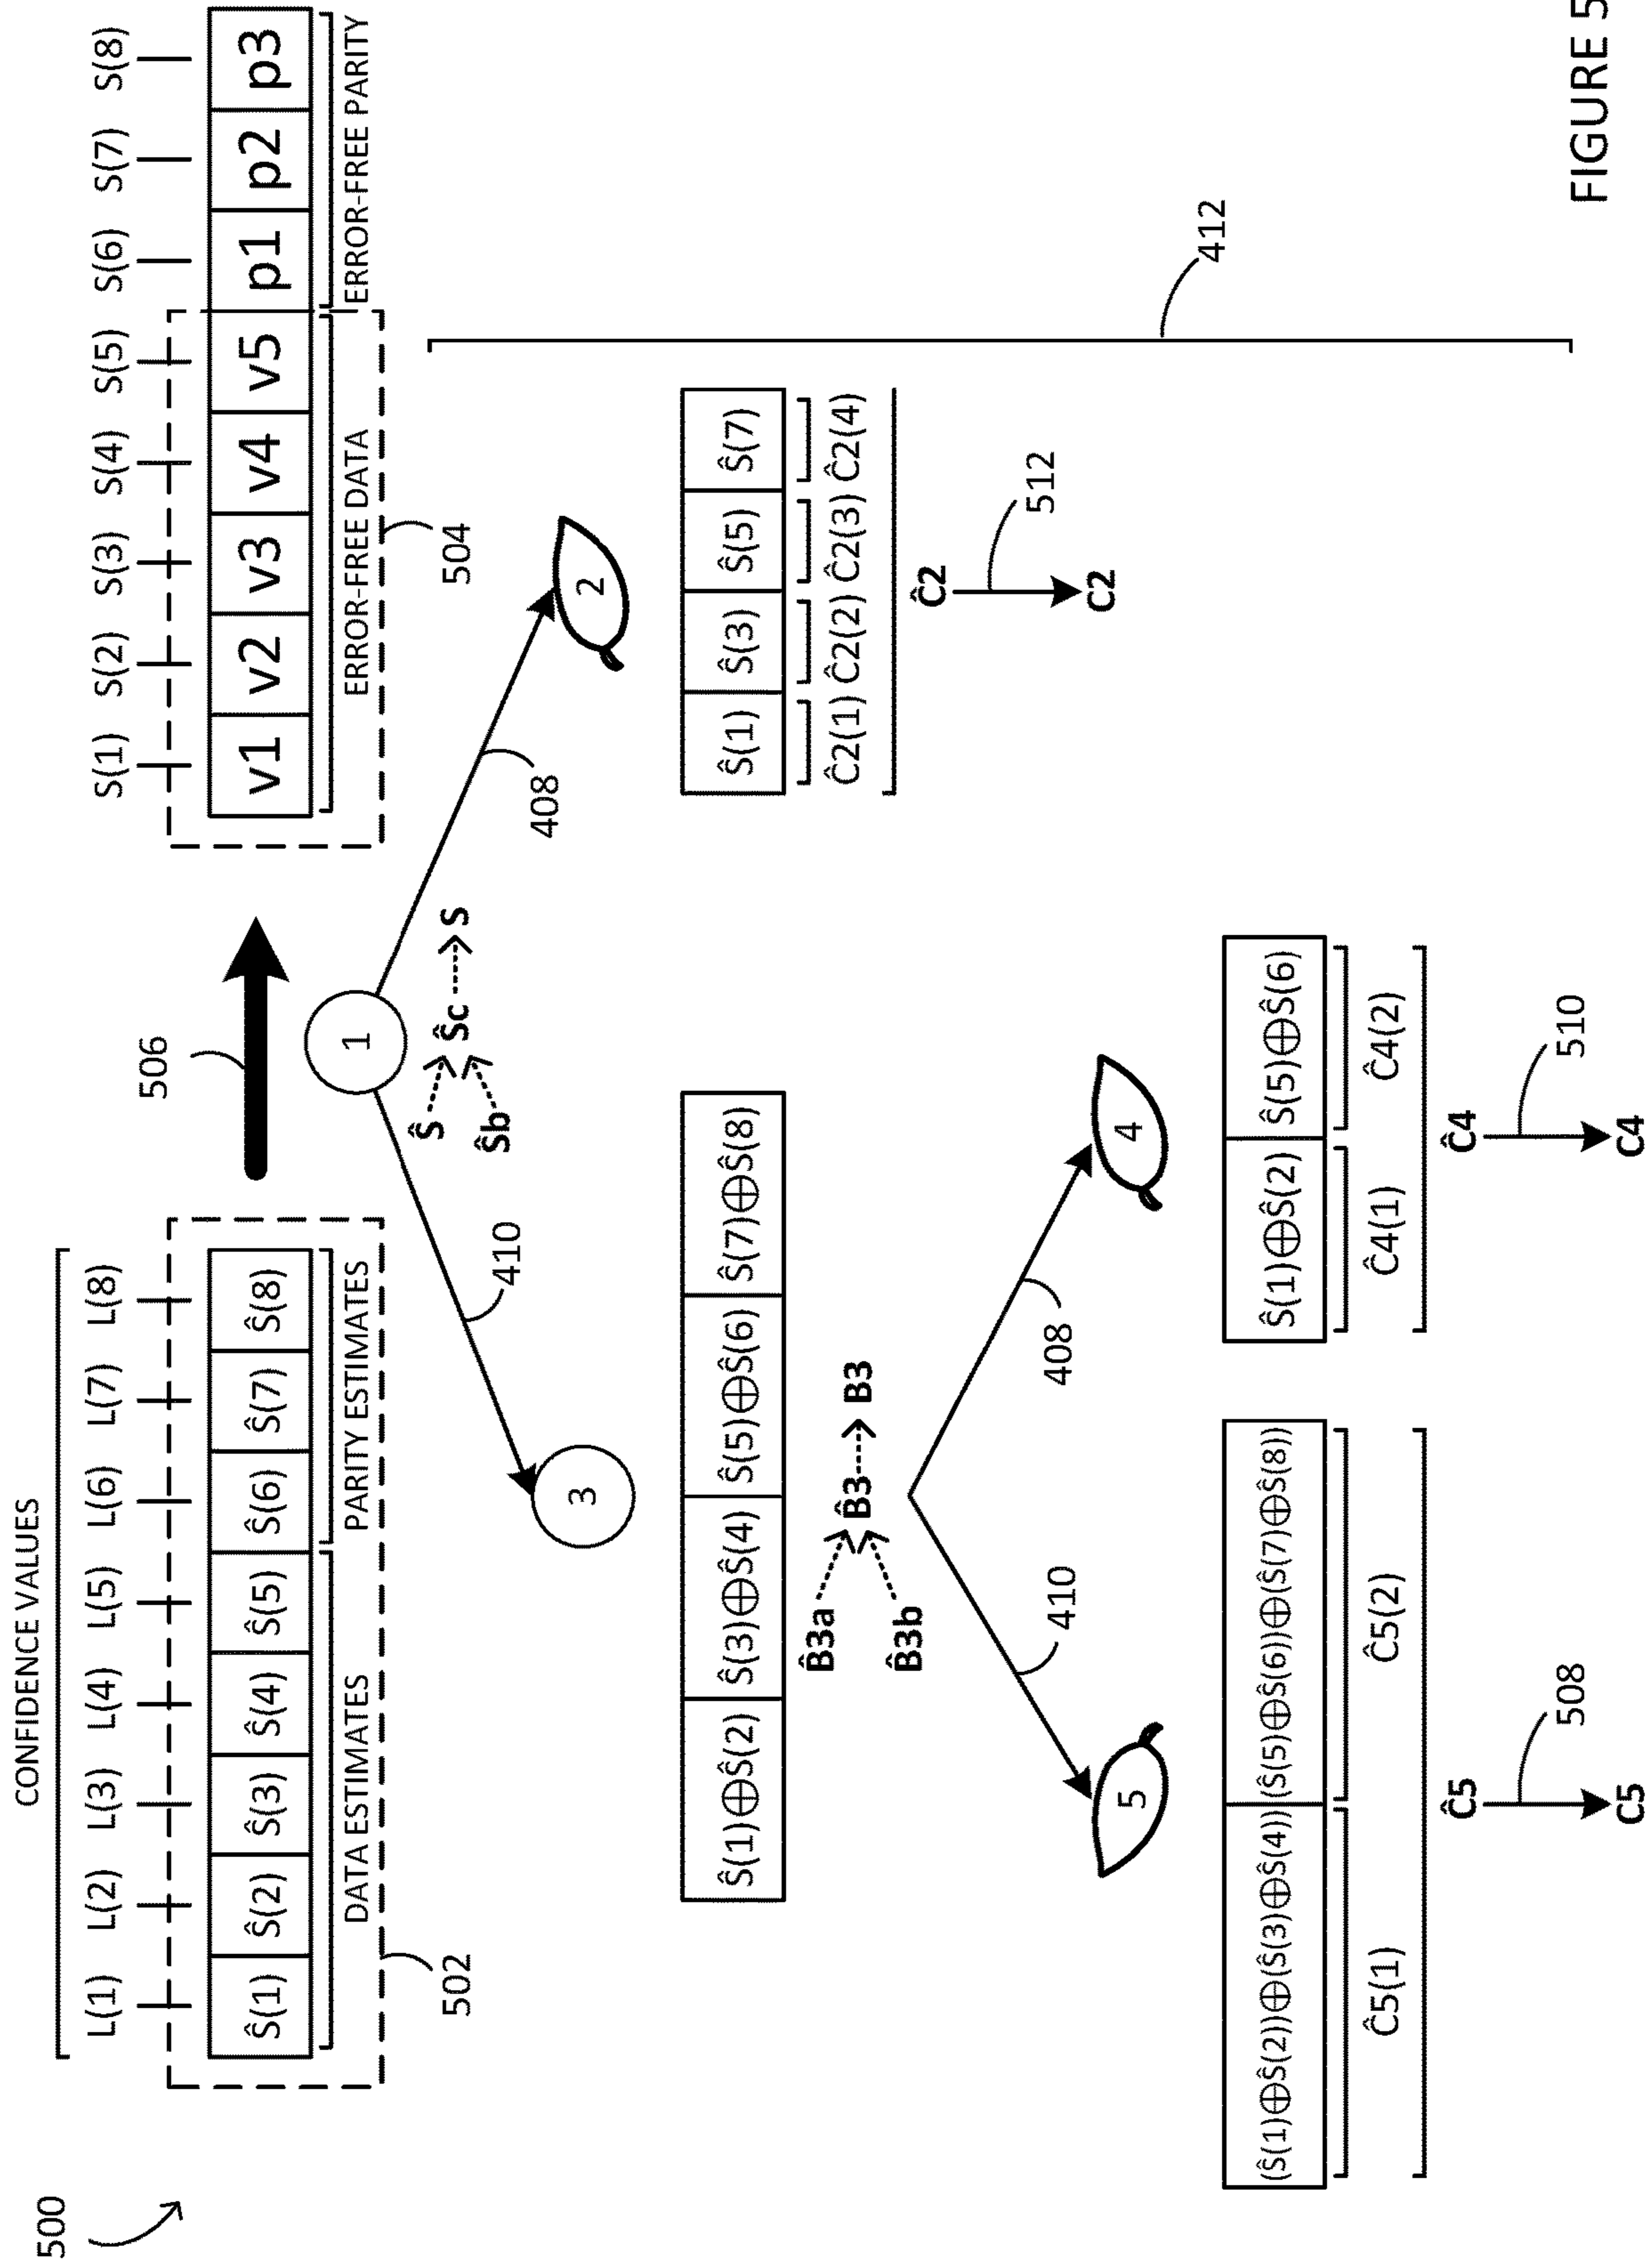 500
CONFIDENCE VALUES
L(1) L(2) L(3) L(4) L(5) L(6) L(7) L(8)
Ŝ(1) Ŝ(2) Ŝ(3) Ŝ(4) Ŝ(5) Ŝ(6) Ŝ(7) Ŝ(8)
DATA ESTIMATES PARITY ESTIMATES
502
506
S(1) S(2) S(3) S(4) S(5) S(6) S(7) S(8)
v1 v2 v3 v4 v5 p1 p2 p3
ERROR-FREE DATA ERROR-FREE PARITY
504
1
Ŝ Ŝc S
Ŝb
410
408
3
2
412
Ŝ(1)⊕Ŝ(2) Ŝ(3)⊕Ŝ(4) Ŝ(5)⊕Ŝ(6) Ŝ(7)⊕Ŝ(8)
B̂3a B̂3 B3
B̂3b
Ŝ(1) Ŝ(3) Ŝ(5) Ŝ(7)
Ĉ2(1) Ĉ2(2) Ĉ2(3) Ĉ2(4)
Ĉ2
512
C2
410
408
5
4
(Ŝ(1)⊕Ŝ(2))⊕(Ŝ(3)⊕Ŝ(4)) (Ŝ(5)⊕Ŝ(6))⊕(Ŝ(7)⊕Ŝ(8))
Ĉ5(1) Ĉ5(2)
Ĉ5
508
C5
Ŝ(1)⊕Ŝ(2) Ŝ(5)⊕Ŝ(6)
Ĉ4(1) Ĉ4(2)
Ĉ4
510
C4
FIGURE 5